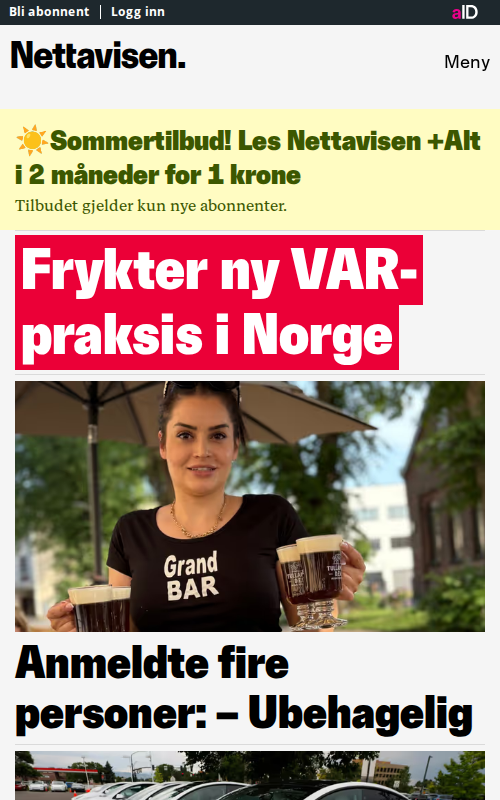 Bli abonnent
Logg inn
aID
Nettavisen.
Meny
☀️Sommertilbud! Les Nettavisen +Alt
i 2 måneder for 1 krone
Tilbudet gjelder kun nye abonnenter.
Frykter ny VAR-
praksis i Norge
Grand
BAR
Anmeldte fire
personer: – Ubehagelig